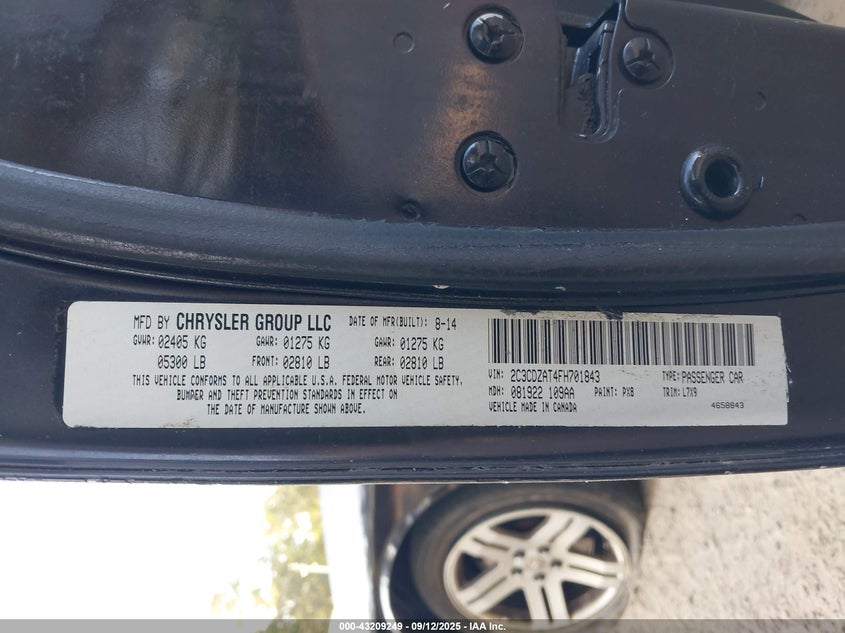 MFD BY CHRYSLER GROUP LLC DATE OF MFR(BUILT): 8-14
GVWR: 02405 KG GAWR: 01275 KG GAWR: 01275 KG
05300 LB FRONT: 02810 LB REAR: 02810 LB
THIS VEHICLE CONFORMS TO ALL APPLICABLE U.S.A. FEDERAL MOTOR VEHICLE SAFETY,
BUMPER AND THEFT PREVENTION STANDARDS IN EFFECT ON
THE DATE OF MANUFACTURE SHOWN ABOVE.
VIN: 2C3CDZAT4FH701843 TYPE: PASSENGER CAR
MDH: 081922 109AA PAINT: PX8 TRIM: L7X9
VEHICLE MADE IN CANADA 4658843
000-43209249 - 09/12/2025 - IAA Inc.